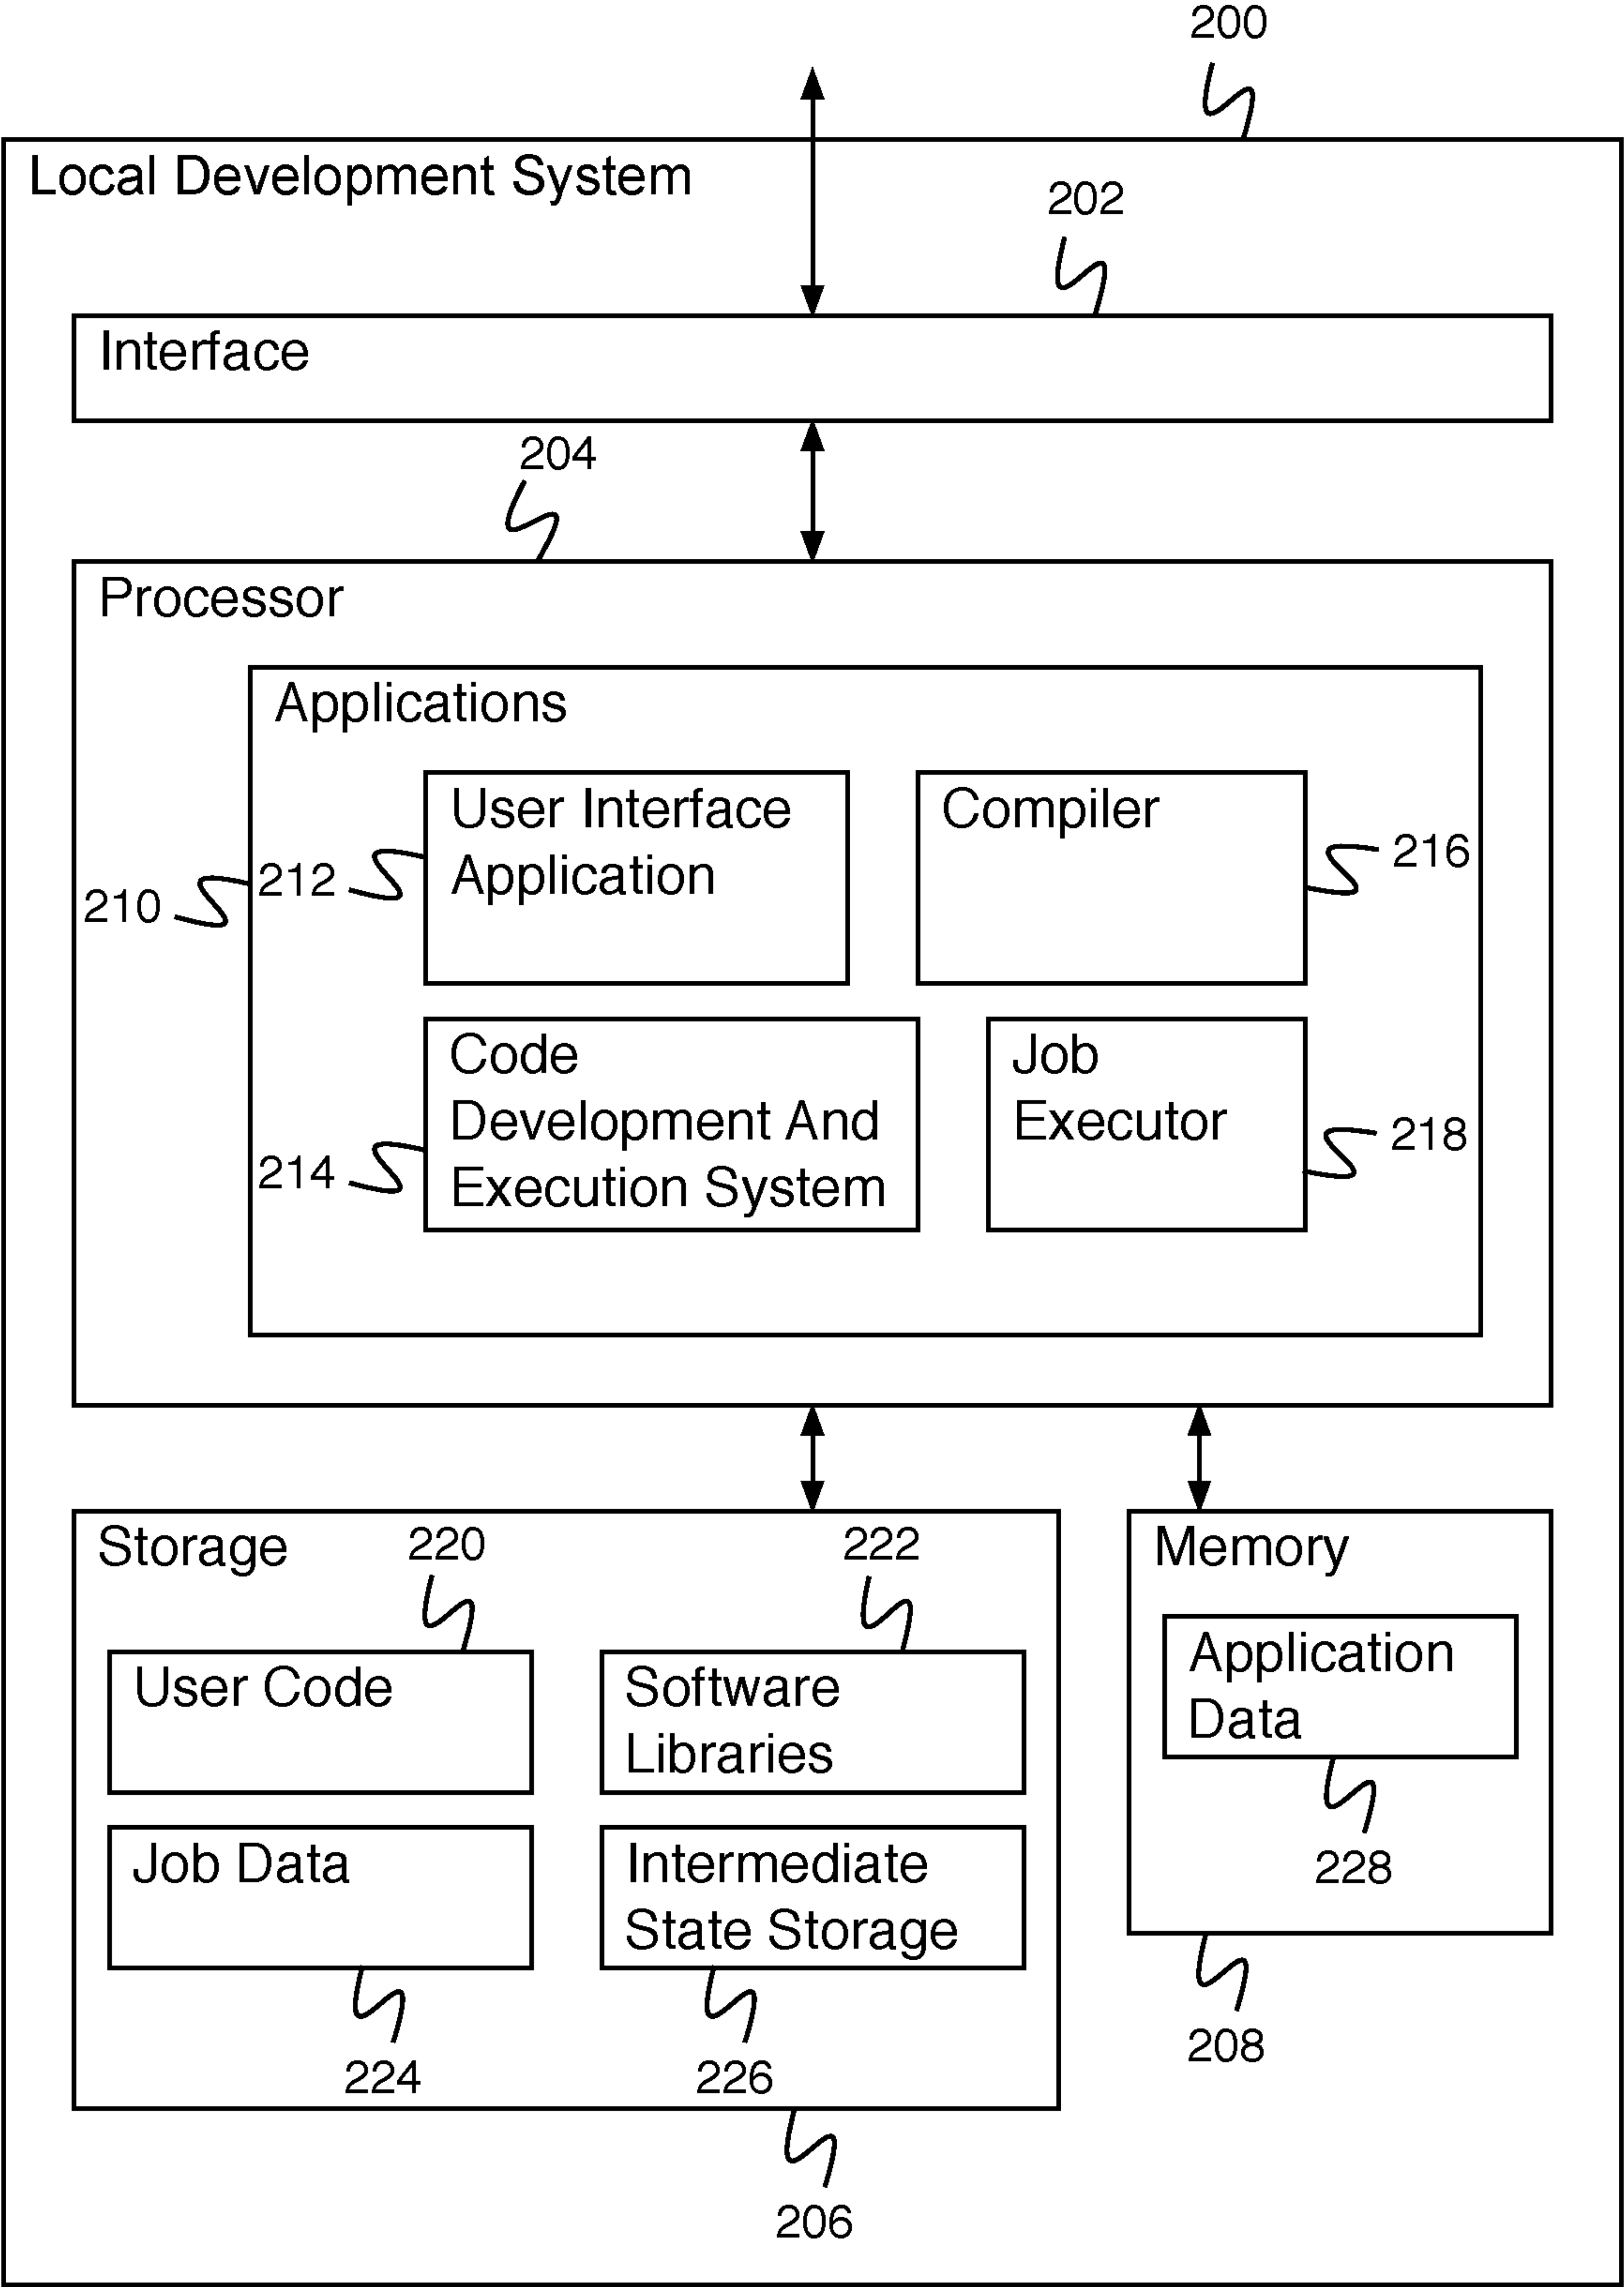 200
Local Development System
202
Interface
204
Processor
Applications
User Interface
Application
Compiler
216
212
210
Code
Development And
Execution System
Job
Executor
218
214
Storage
220
222
Memory
User Code
Software
Libraries
Application
Data
Job Data
Intermediate
State Storage
228
224
226
208
206